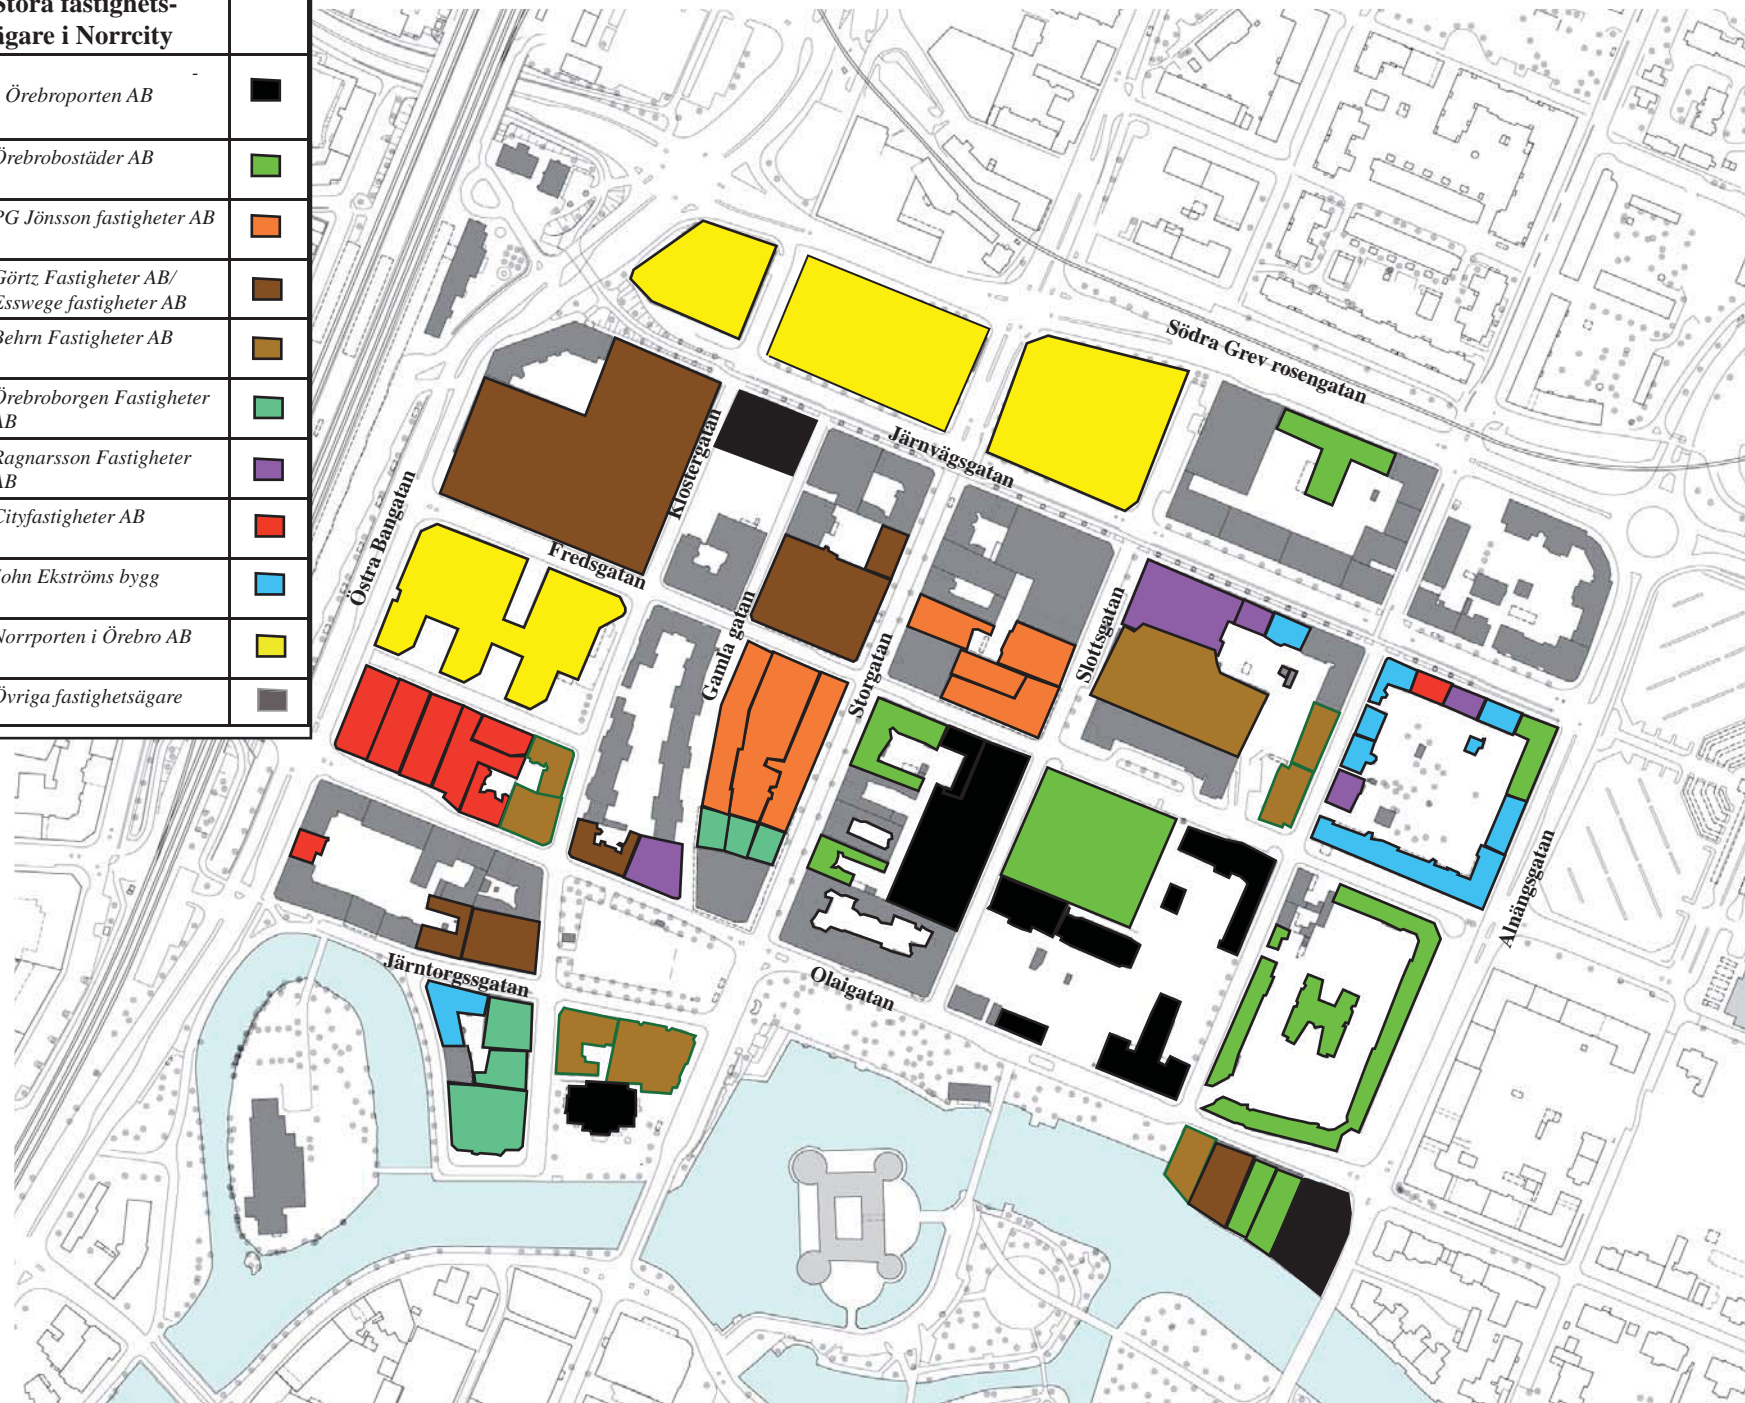 Stora fastighets-
ägare i Norrcity
-
Örebroporten AB
Örebrobostäder AB
PG Jönsson fastigheter AB
Görtz Fastigheter AB/
Esswege fastigheter AB
Behrn Fastigheter AB
Örebroborgen Fastigheter
AB
Ragnarsson Fastigheter
AB
Cityfastigheter AB
John Ekströms bygg
Norrporten i Örebro AB
Övriga fastighetsägare
Södra Grev rosengatan
Järnvägsgatan
Klostergatan
Östra Bangatan
Fredsgatan
Gamla gatan
Storgatan
Slottsgatan
Alnängsgatan
Järntorgssgatan
Olaigatan